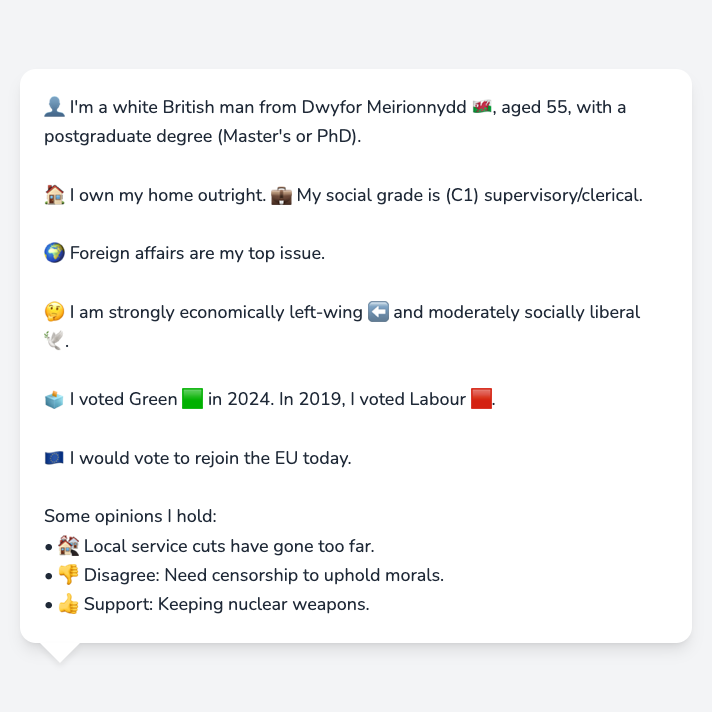 👤 I'm a white British man from Dwyfor Meirionnydd 🏴󠁧󠁢󠁷󠁬󠁳󠁿, aged 55, with a
postgraduate degree (Master's or PhD).
🏠 I own my home outright. 💼 My social grade is (C1) supervisory/clerical.
🌍 Foreign affairs are my top issue.
🤔 I am strongly economically left-wing ⬅️ and moderately socially liberal
🕊️.
🗳️ I voted Green 🟩 in 2024. In 2019, I voted Labour 🟥.
🇪🇺 I would vote to rejoin the EU today.
Some opinions I hold:
• 🏚️ Local service cuts have gone too far.
• 👎 Disagree: Need censorship to uphold morals.
• 👍 Support: Keeping nuclear weapons.